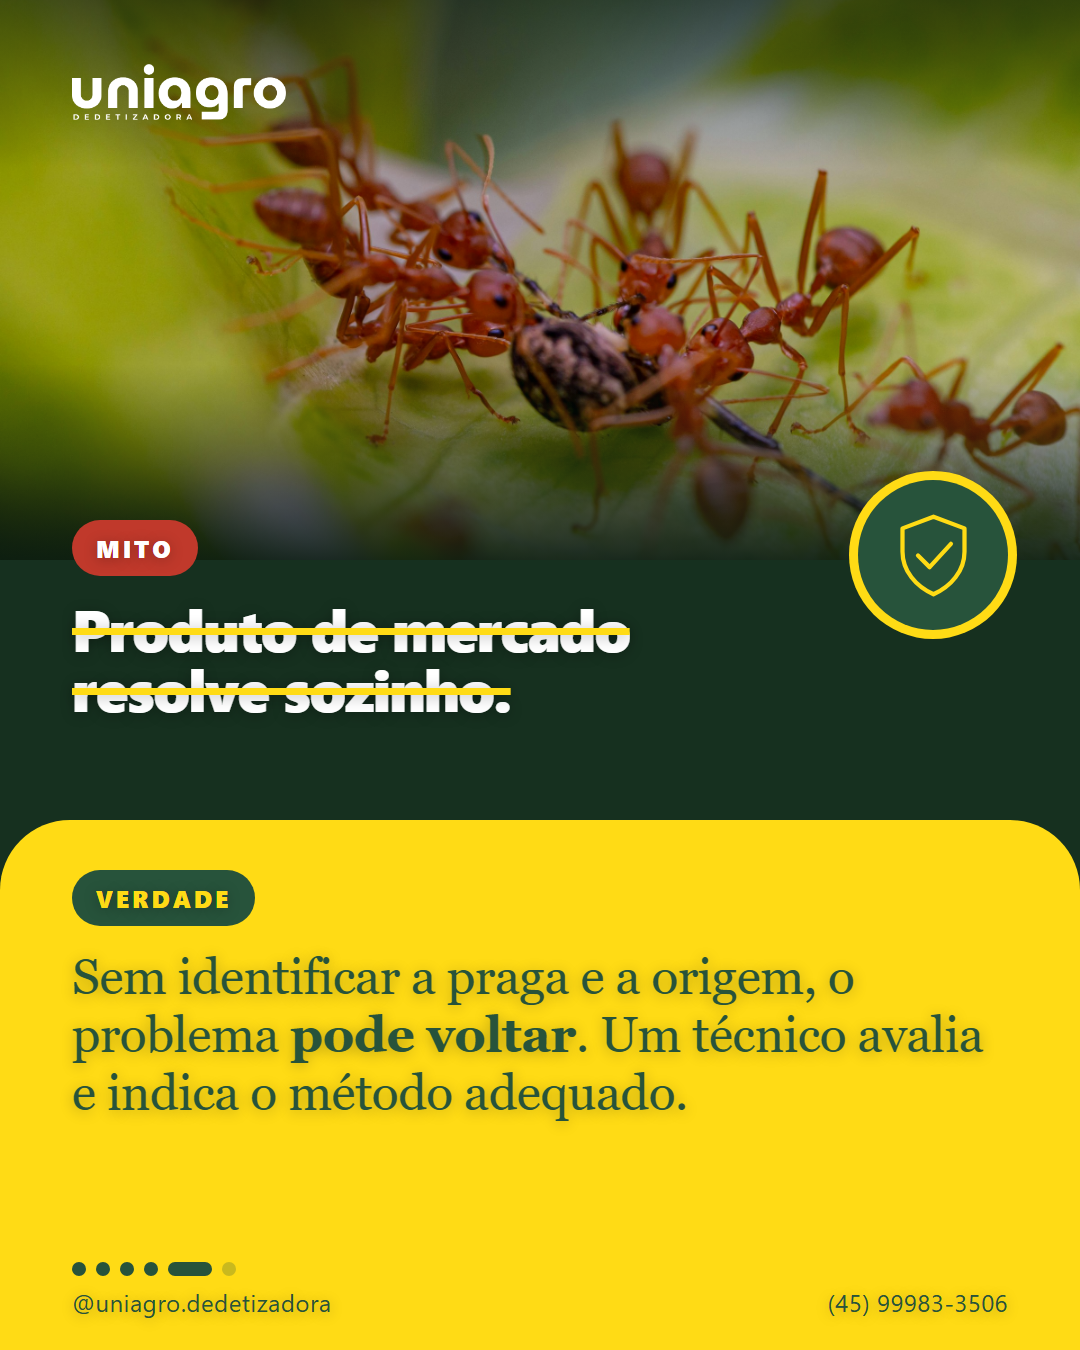 uniagro
DEDETIZADORA
MITO
Produto de mercado
resolve sozinho.
VERDADE
Sem identificar a praga e a origem, o
problema pode voltar. Um técnico avalia
e indica o método adequado.
@uniagro.dedetizadora
(45) 99983-3506